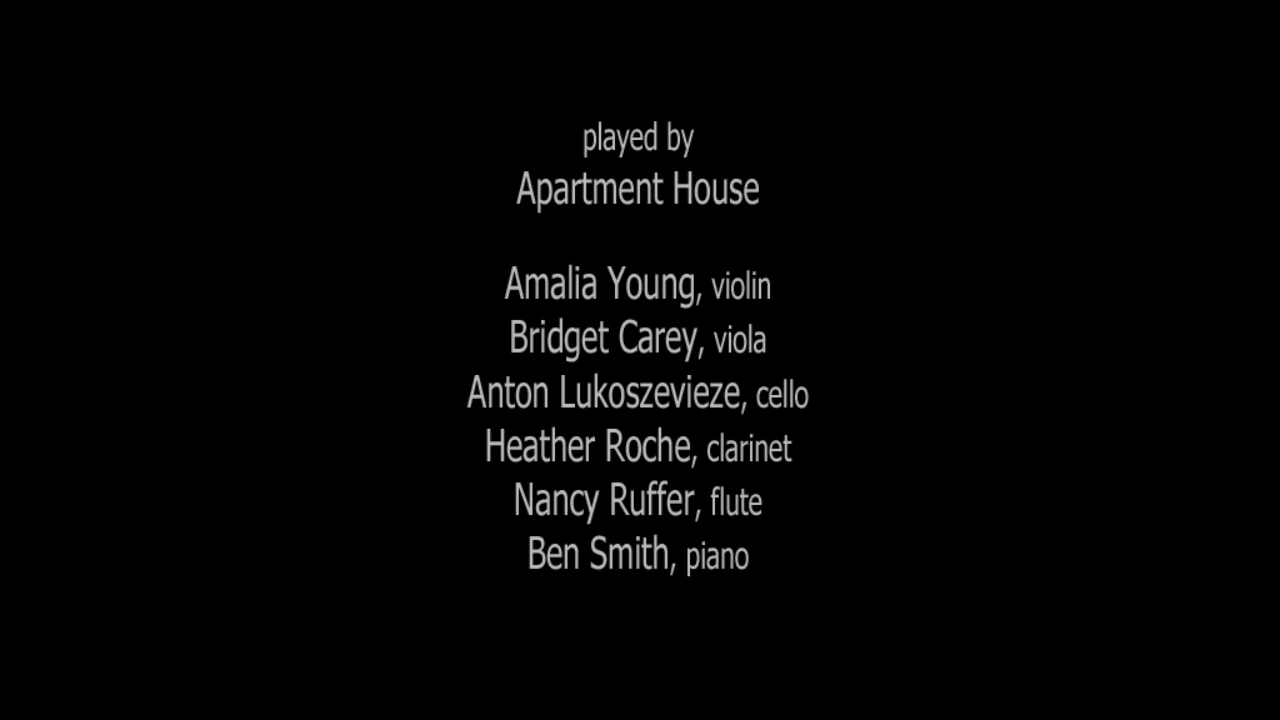 played by
Apartment House
Amalia Young, violin
Bridget Carey, viola
Anton Lukoszevieze, cello
Heather Roche, clarinet
Nancy Ruffer, flute
Ben Smith, piano